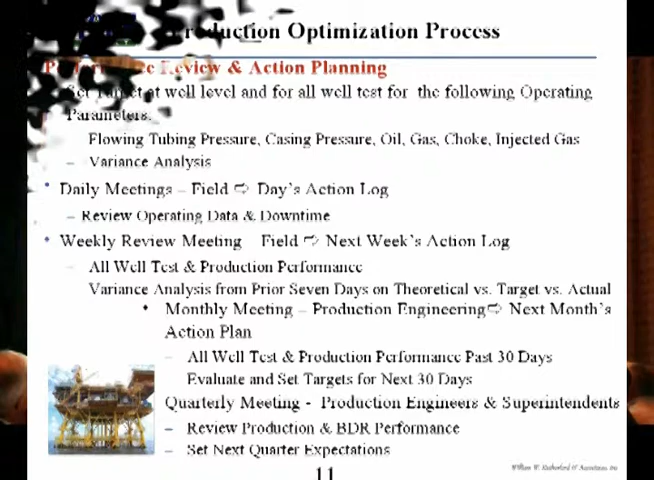 Production Optimization Process
Performance Review & Action Planning
Set Target at well level and for all well test for the following Operating
Parameters.
Flowing Tubing Pressure, Casing Pressure, Oil, Gas, Choke, Injected Gas
– Variance Analysis
• Daily Meetings – Field ⇨ Day's Action Log
– Review Operating Data & Downtime
• Weekly Review Meeting Field ⇨ Next Week's Action Log
– All Well Test & Production Performance
Variance Analysis from Prior Seven Days on Theoretical vs. Target vs. Actual
• Monthly Meeting – Production Engineering ⇨ Next Month's
Action Plan
– All Well Test & Production Performance Past 30 Days
Evaluate and Set Targets for Next 30 Days
Quarterly Meeting - Production Engineers & Superintendents
– Review Production & BDR Performance
– Set Next Quarter Expectations
11
William W. Rutherford & Associates, Inc